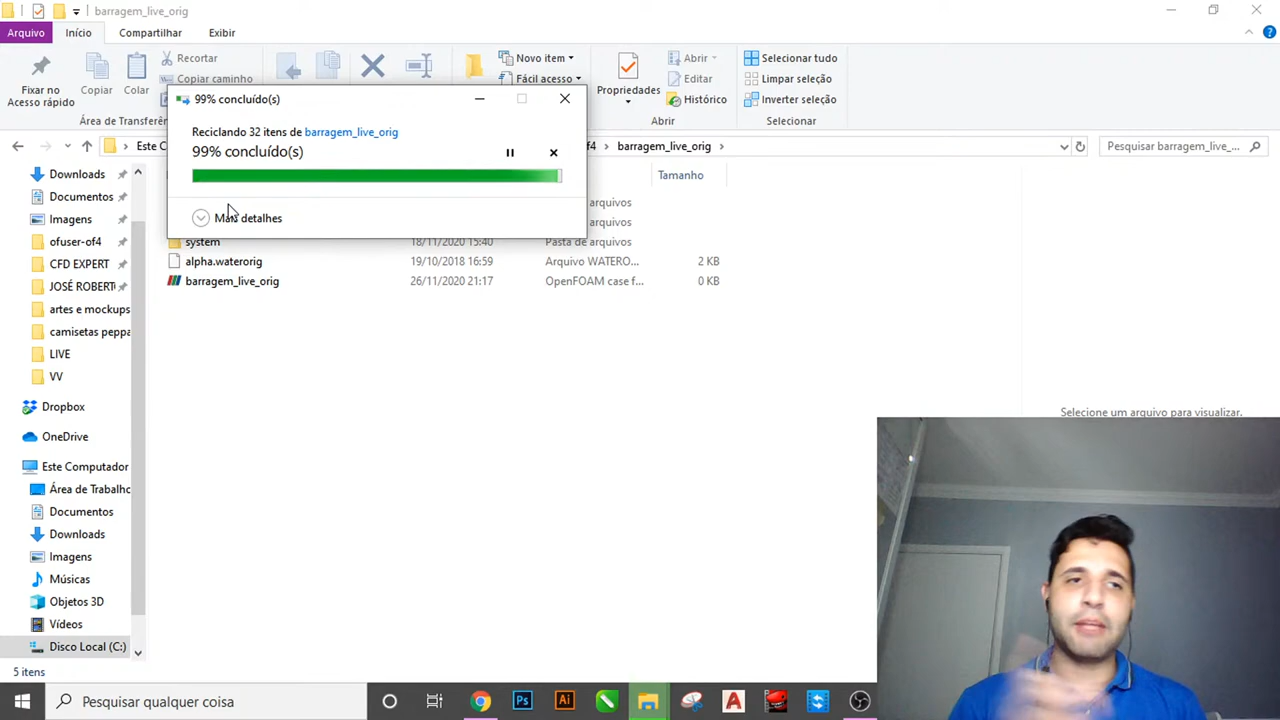 barragem_live_orig
Arquivo
Início
Compartilhar
Exibir
Fixar no
Acesso rápido
Copiar
Colar
Recortar
Copiar caminho
Área de Transferên
Novo item
Fácil acesso
Propriedades
Abrir
Editar
Histórico
Abrir
Selecionar tudo
Limpar seleção
Inverter seleção
Selecionar
99% concluído(s)
Reciclando 32 itens de barragem_live_orig
99% concluído(s)
Mais detalhes
Este C
f4 › barragem_live_orig ›
Pesquisar barragem_live_...
Tamanho
arquivos
arquivos
system 18/11/2020 15:40 Pasta de arquivos
alpha.waterorig 19/10/2018 16:59 Arquivo WATERO... 2 KB
barragem_live_orig 26/11/2020 21:17 OpenFOAM case f... 0 KB
Downloads
Documentos
Imagens
ofuser-of4
CFD EXPERT
JOSÉ ROBERT
artes e mockups
camisetas peppa
LIVE
VV
Dropbox
OneDrive
Este Computador
Área de Trabalho
Documentos
Downloads
Imagens
Músicas
Objetos 3D
Vídeos
Disco Local (C:)
Selecione um arquivo para visualizar.
5 itens
Pesquisar qualquer coisa
Ps
Ai
A